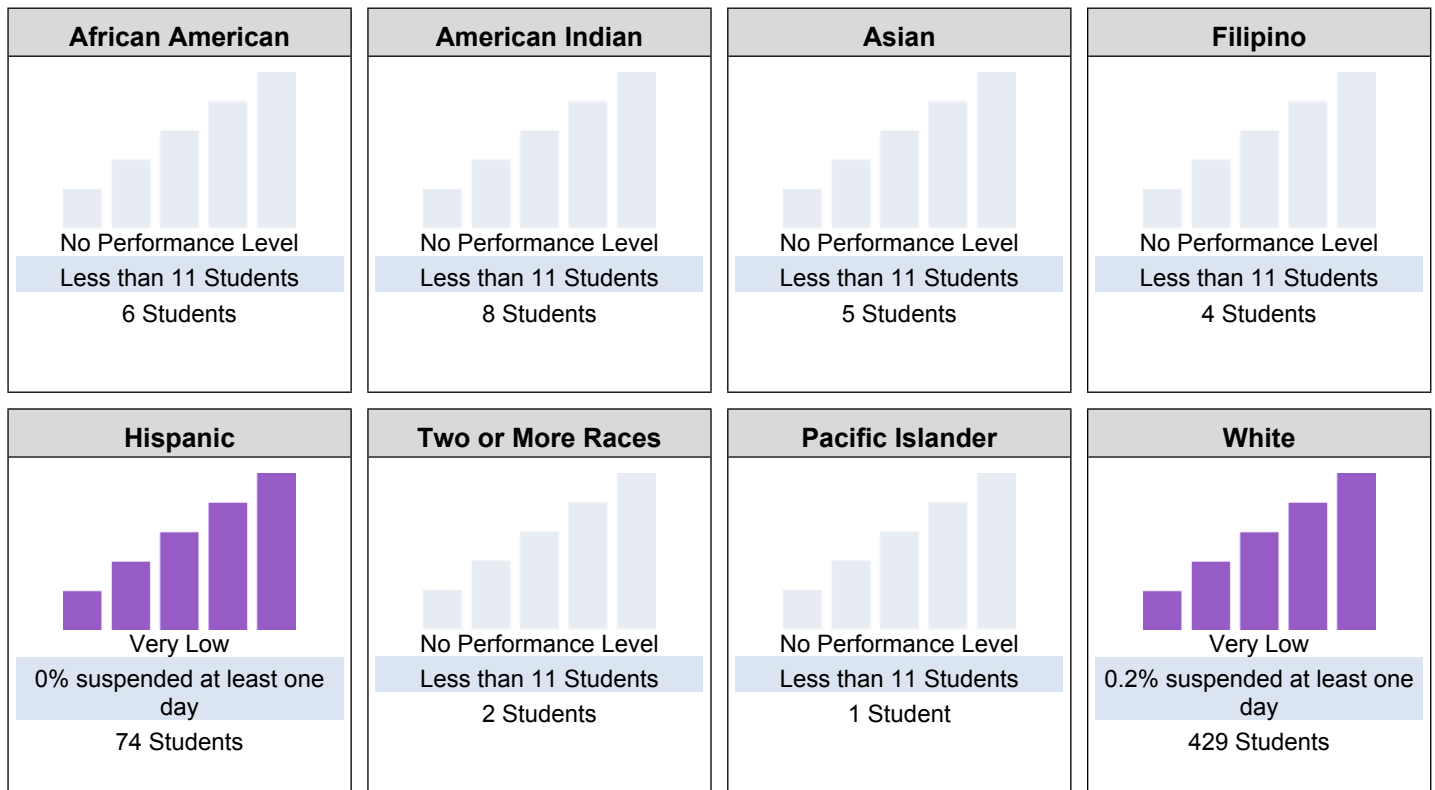 African American
No Performance Level
Less than 11 Students
6 Students
American Indian
No Performance Level
Less than 11 Students
8 Students
Asian
No Performance Level
Less than 11 Students
5 Students
Filipino
No Performance Level
Less than 11 Students
4 Students
Hispanic
Very Low
0% suspended at least one
day
74 Students
Two or More Races
No Performance Level
Less than 11 Students
2 Students
Pacific Islander
No Performance Level
Less than 11 Students
1 Student
White
Very Low
0.2% suspended at least one
day
429 Students